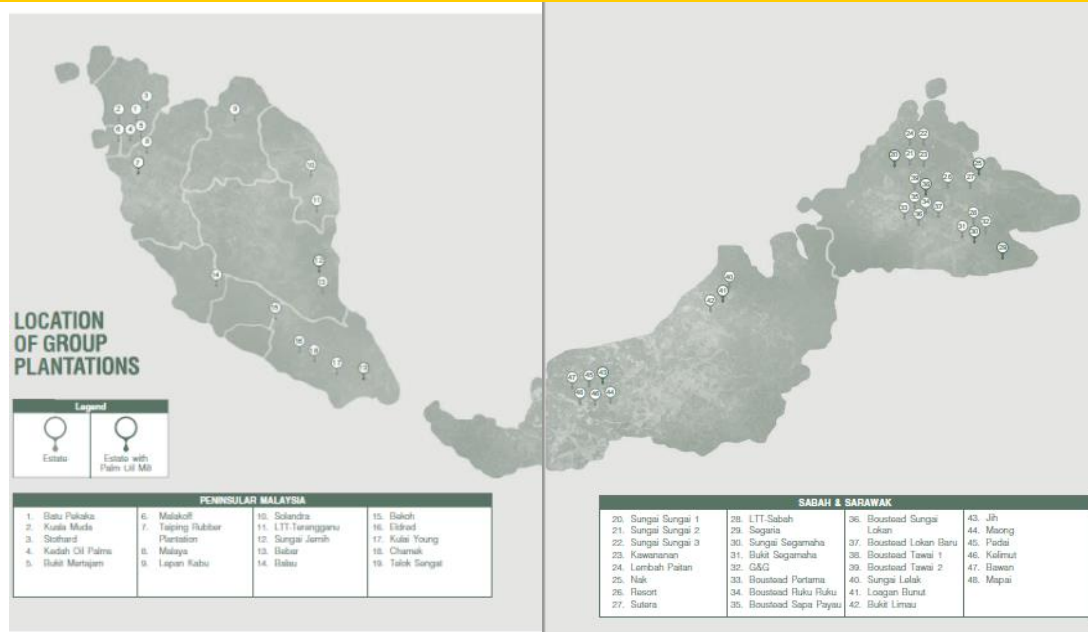 LOCATION
OF GROUP
PLANTATIONS
Legend
Estate
Estate with
Palm Oil Mill
PENINSULAR MALAYSIA
1. Batu Pekaka
2. Kuala Muda
3. Stothard
4. Kedah Oil Palms
5. Bukit Mertajam
6. Malakoff
7. Taiping Rubber
Plantation
8. Malaya
9. Lepan Kabu
10. Solandra
11. LTT-Terengganu
12. Sungai Jernih
13. Bebar
14. Balau
15. Bekoh
16. Eldred
17. Kulai Young
18. Chamek
19. Telok Sengat
SABAH & SARAWAK
20. Sungai Sungai 1
21. Sungai Sungai 2
22. Sungai Sungai 3
23. Kawananan
24. Lembah Paitan
25. Nak
26. Resort
27. Sutera
28. LTT-Sabah
29. Segaria
30. Sungai Segamaha
31. Bukit Segamaha
32. G&G
33. Boustead Pertama
34. Boustead Ruku Ruku
35. Boustead Sapa Payau
36. Boustead Sungai
Lokan
37. Boustead Lokan Baru
38. Boustead Tawai 1
39. Boustead Tawai 2
40. Sungai Lelak
41. Loagan Bunut
42. Bukit Limau
43. Jih
44. Maong
45. Pedai
46. Kelimut
47. Bawan
48. Mapai